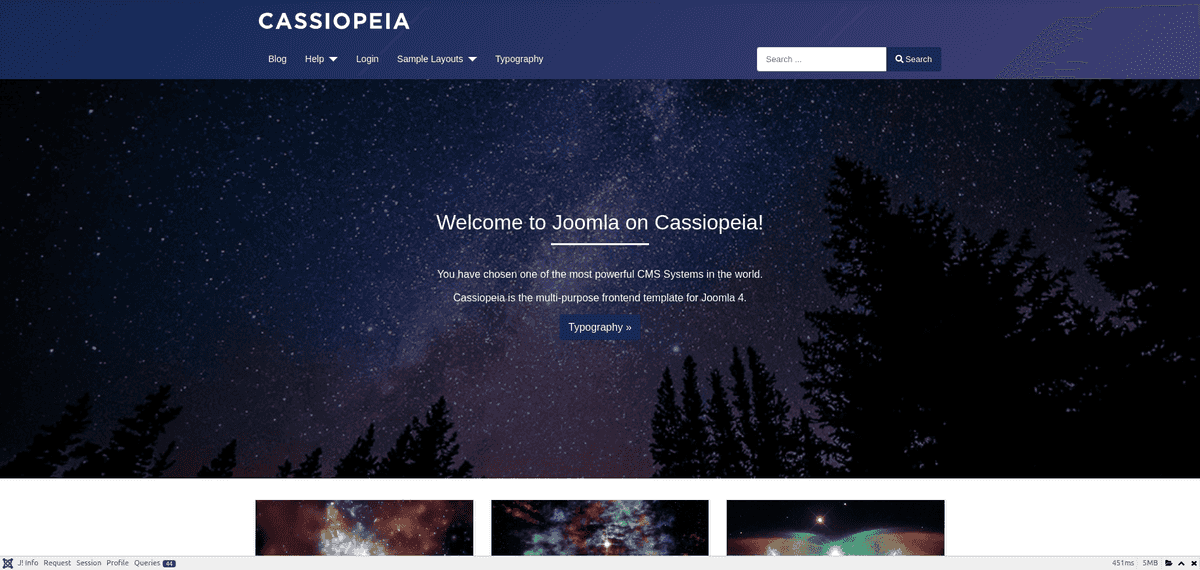 CASSIOPEIA
Blog Help Login Sample Layouts Typography Search ... Search
Welcome to Joomla on Cassiopeia!
You have chosen one of the most powerful CMS Systems in the world.
Cassiopeia is the multi-purpose frontend template for Joomla 4.
Typography »
J! Info Request Session Profile Queries 44 451ms 5MB